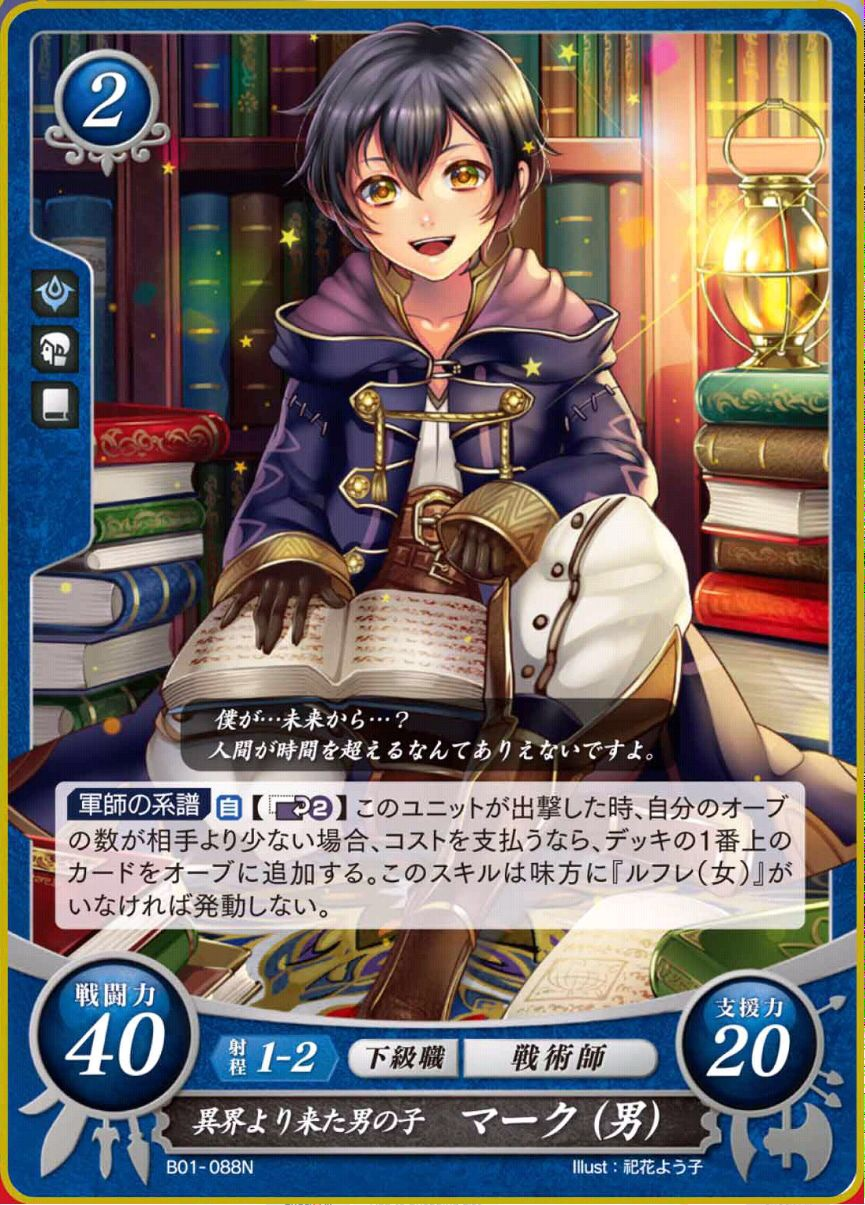 2
僕が…未来から…?
人間が時間を超えるなんてありえないですよ。
軍師の系譜 自 【 2】このユニットが出撃した時、自分のオーブ
の数が相手より少ない場合、コストを支払うなら、デッキの1番上の
カードをオーブに追加する。このスキルは味方に『ルフレ(女)』が
いなければ発動しない。
戦闘力
40
射程 1-2
下級職 戦術師
支援力
20
異界より来た男の子 マーク(男)
B01-088N Illust:祀花よう子